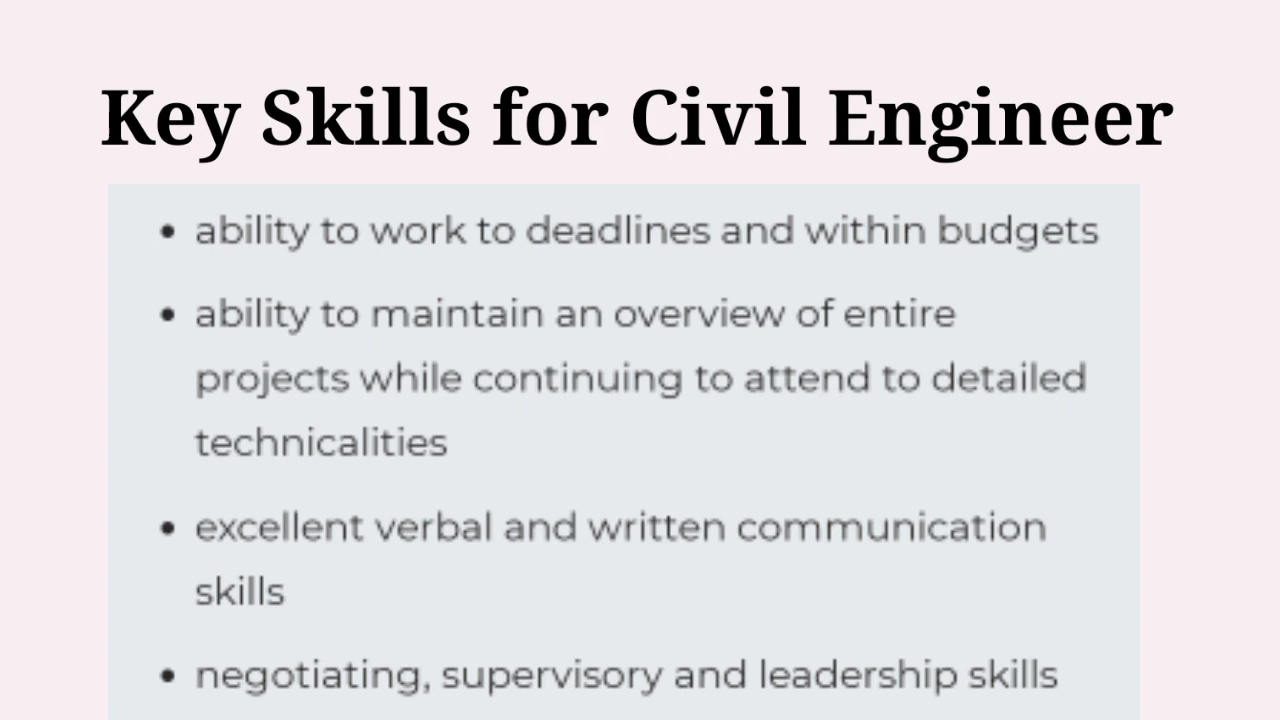 Key Skills for Civil Engineer
• ability to work to deadlines and within budgets
• ability to maintain an overview of entire
projects while continuing to attend to detailed
technicalities
• excellent verbal and written communication
skills
• negotiating, supervisory and leadership skills